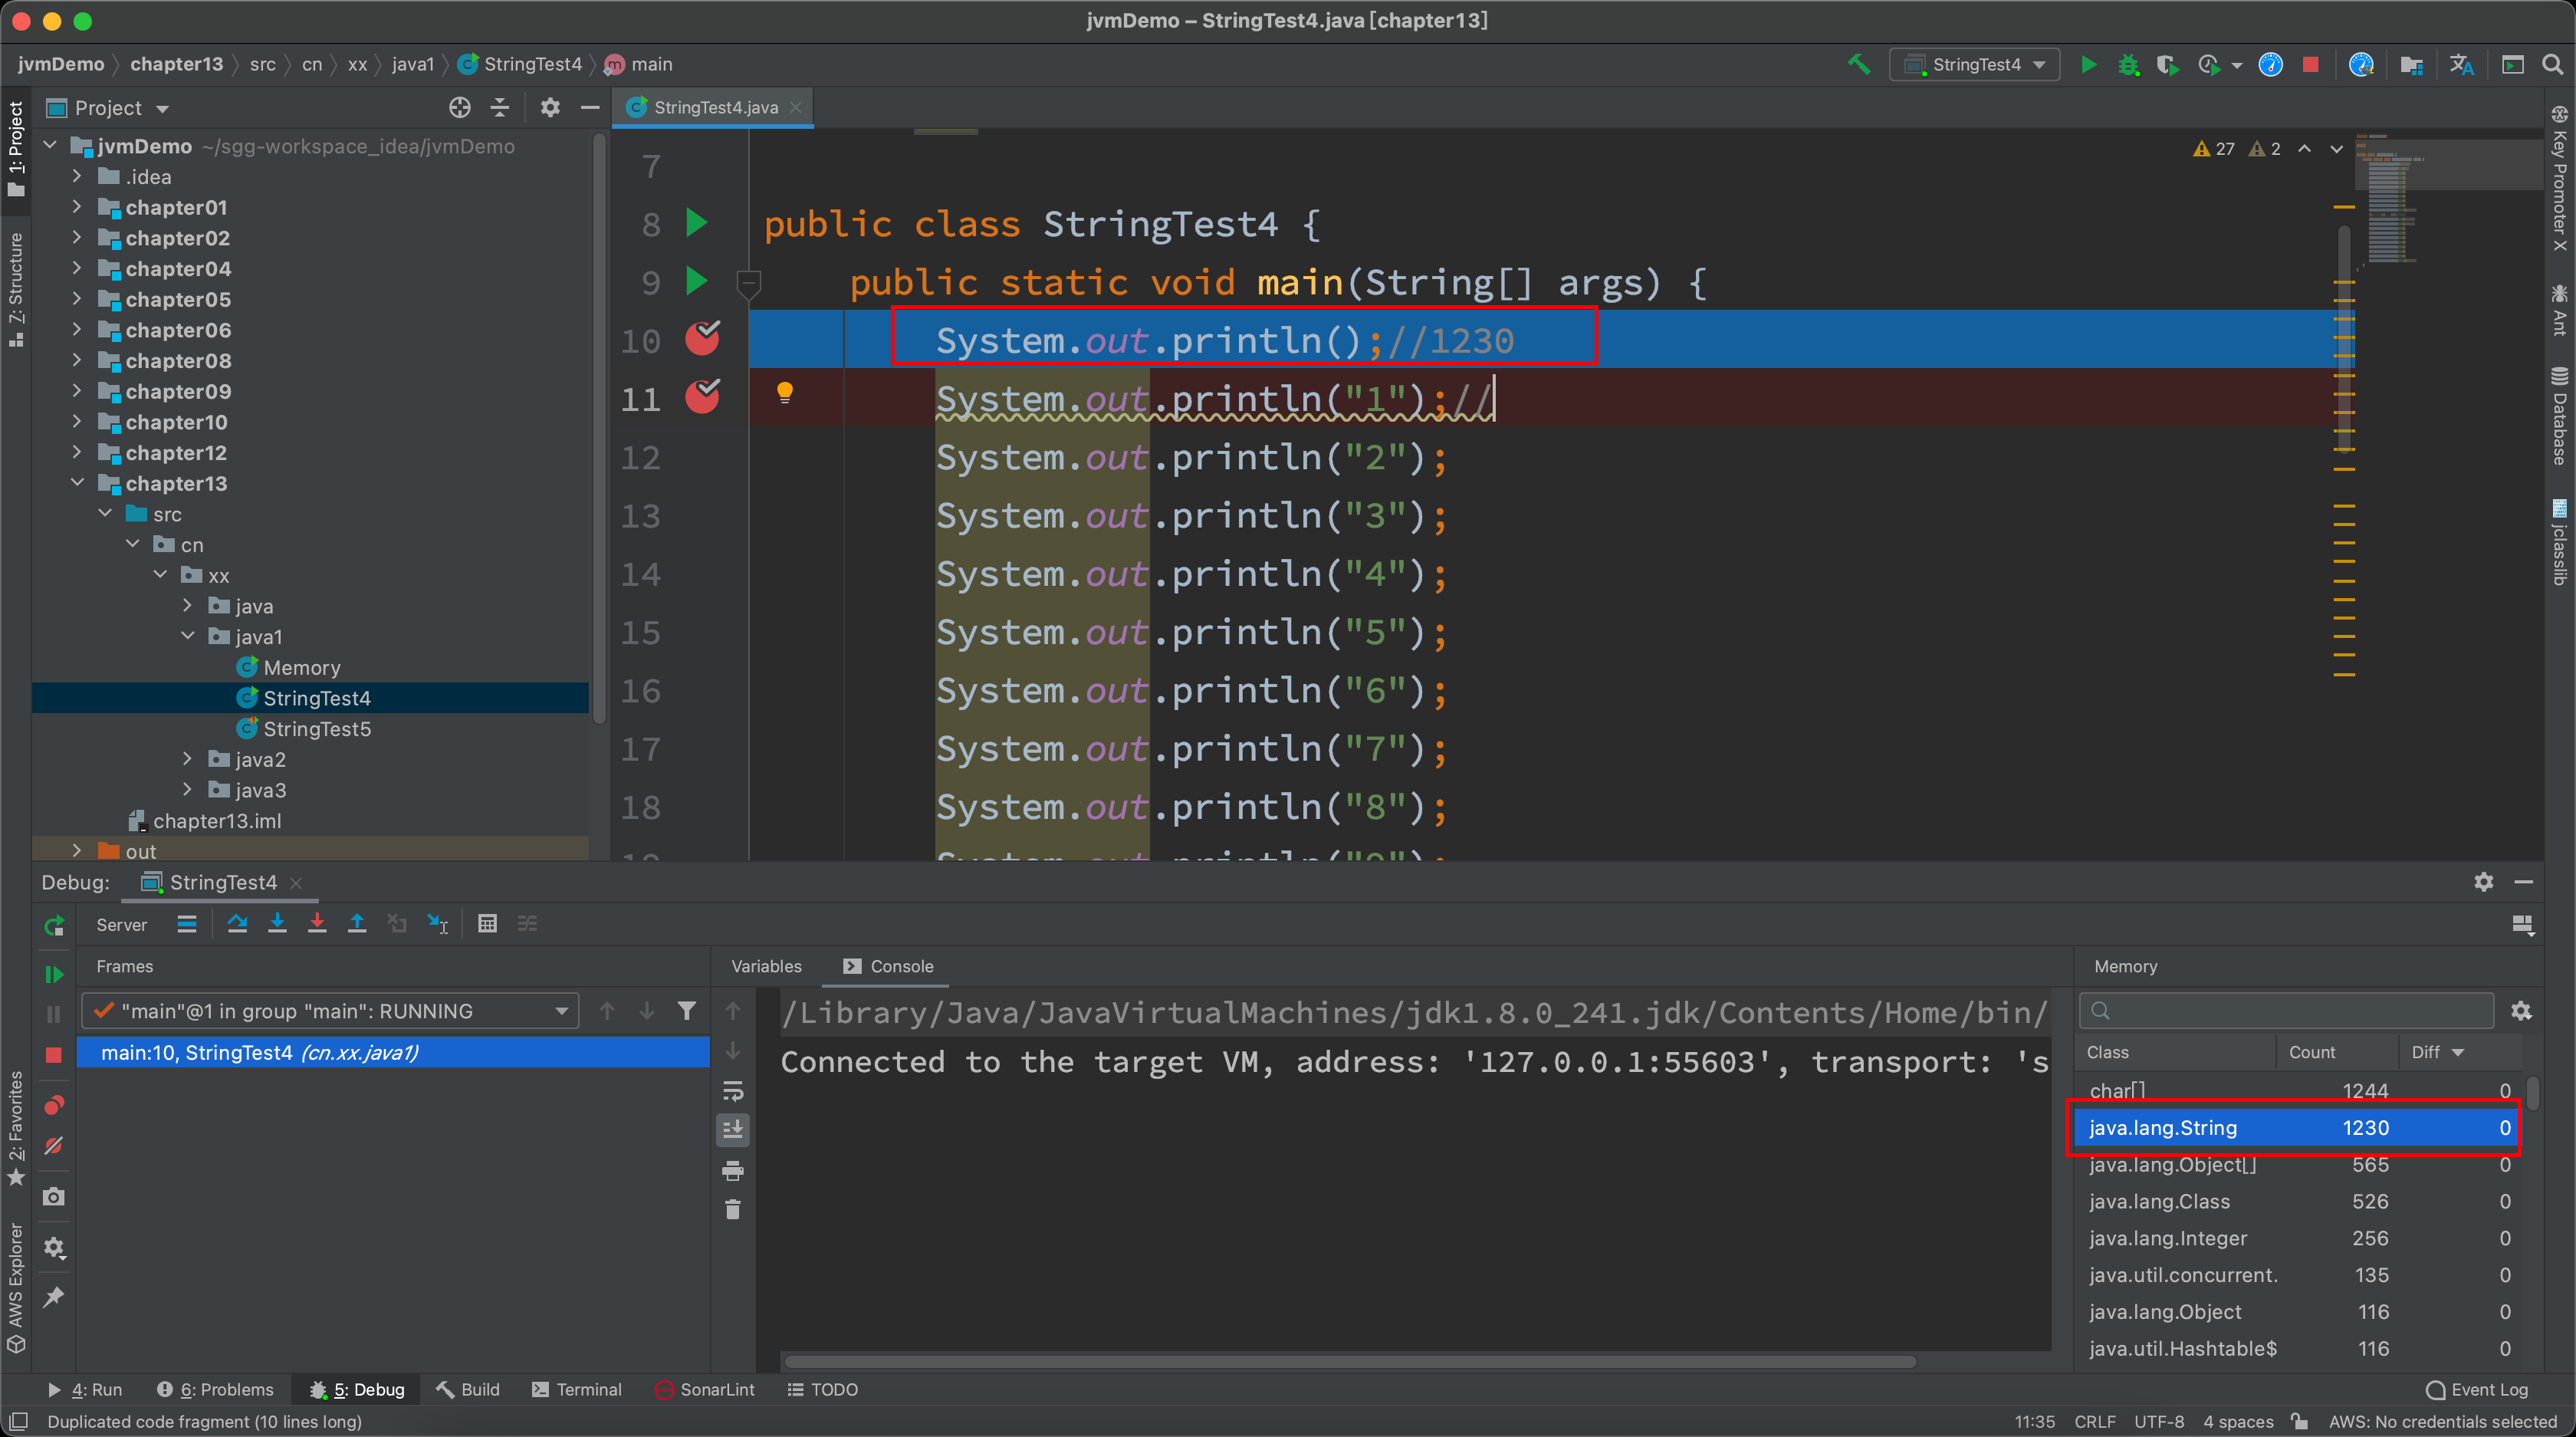 jvmDemo – StringTest4.java [chapter13]
jvmDemo chapter13 src cn xx java1 StringTest4 main
StringTest4
1: Project
Z: Structure
2: Favorites
AWS Explorer
Project
jvmDemo ~/sgg-workspace_idea/jvmDemo
.idea
chapter01
chapter02
chapter04
chapter05
chapter06
chapter08
chapter09
chapter10
chapter12
chapter13
src
cn
xx
java
java1
Memory
StringTest4
StringTest5
java2
java3
chapter13.iml
out
StringTest4.java
27 2
7
8 public class StringTest4 {
9 public static void main(String[] args) {
10 System.out.println();//1230
11 System.out.println("1");//
12 System.out.println("2");
13 System.out.println("3");
14 System.out.println("4");
15 System.out.println("5");
16 System.out.println("6");
17 System.out.println("7");
18 System.out.println("8");
19 System.out.println("9");
Key Promoter X
Ant
Database
jclasslib
Debug: StringTest4
Server
Frames
"main"@1 in group "main": RUNNING
main:10, StringTest4 (cn.xx.java1)
Variables Console
/Library/Java/JavaVirtualMachines/jdk1.8.0_241.jdk/Contents/Home/bin/
Connected to the target VM, address: '127.0.0.1:55603', transport: 's
Memory
Class Count Diff
char[] 1244 0
java.lang.String 1230 0
java.lang.Object[] 565 0
java.lang.Class 526 0
java.lang.Integer 256 0
java.util.concurrent. 135 0
java.lang.Object 116 0
java.util.Hashtable$ 116 0
4: Run 6: Problems 5: Debug Build Terminal SonarLint TODO Event Log
Duplicated code fragment (10 lines long) 11:35 CRLF UTF-8 4 spaces AWS: No credentials selected